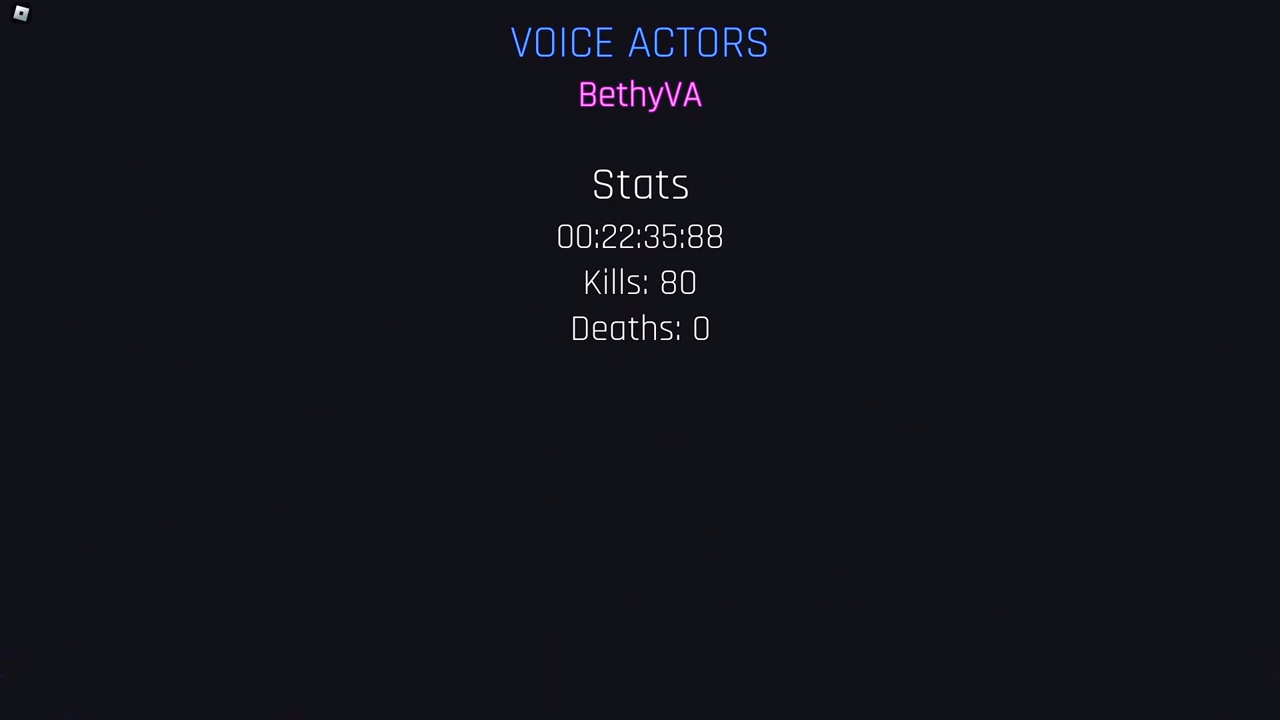 VOICE ACTORS
BethyVA
Stats
00:22:35:88
Kills: 80
Deaths: 0